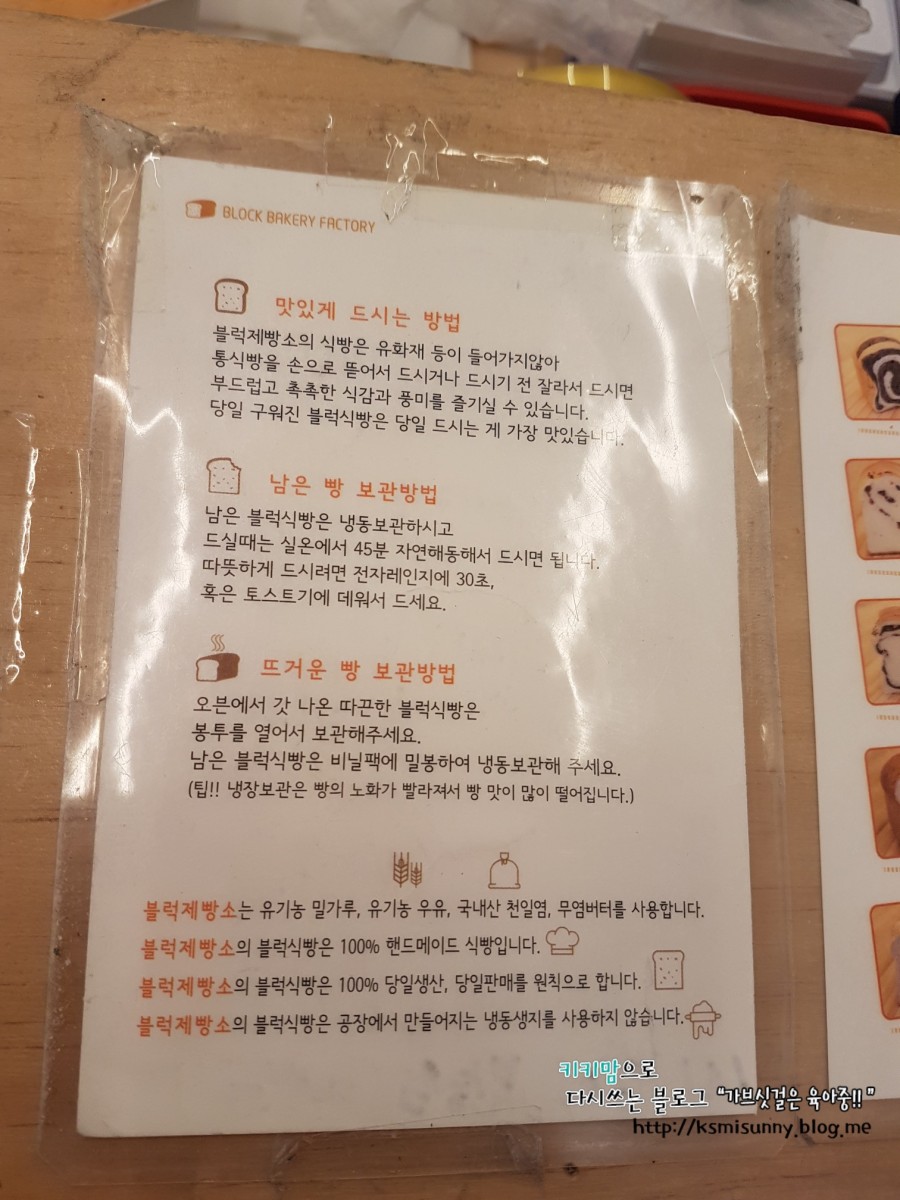 BLOCK BAKERY FACTORY
맛있게 드시는 방법
블럭제빵소의 식빵은 유화재 등이 들어가지않아
통식빵을 손으로 뜯어서 드시거나 드시기 전 잘라서 드시면
부드럽고 촉촉한 식감과 풍미를 즐기실 수 있습니다.
당일 구워진 블럭식빵은 당일 드시는 게 가장 맛있습니다.
남은 빵 보관방법
남은 블럭식빵은 냉동보관하시고
드실때는 실온에서 45분 자연해동해서 드시면 됩니다.
따뜻하게 드시려면 전자레인지에 30초,
혹은 토스트기에 데워서 드세요.
뜨거운 빵 보관방법
오븐에서 갓 나온 따끈한 블럭식빵은
봉투를 열어서 보관해주세요.
남은 블럭식빵은 비닐팩에 밀봉하여 냉동보관해 주세요.
(팁!! 냉장보관은 빵의 노화가 빨라져서 빵 맛이 많이 떨어집니다.)
블럭제빵소는 유기농 밀가루, 유기농 우유, 국내산 천일염, 무염버터를 사용합니다.
블럭제빵소의 블럭식빵은 100% 핸드메이드 식빵입니다.
블럭제빵소의 블럭식빵은 100% 당일생산, 당일판매를 원칙으로 합니다.
블럭제빵소의 블럭식빵은 공장에서 만들어지는 냉동생지를 사용하지 않습니다.
키키맘으로
다시쓰는 블로그 "가브싯걸은 육아중!!"
http://ksmisunny.blog.me